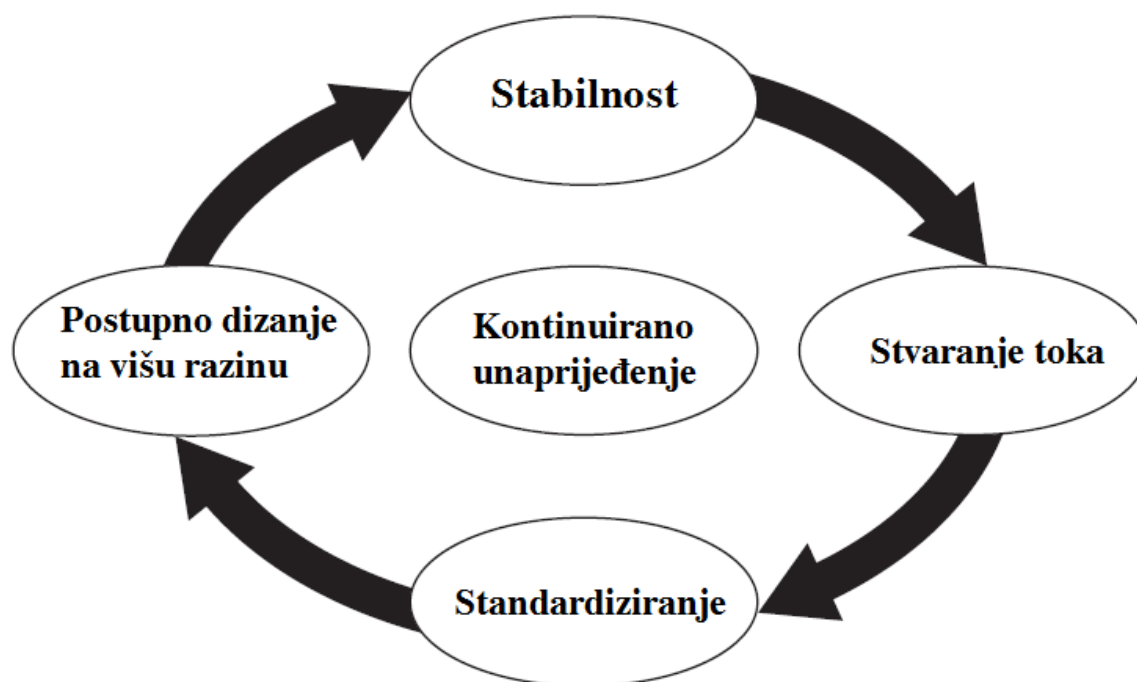 Stabilnost
Postupno dizanje
na višu razinu
Kontinuirano
unaprijeđenje
Stvaranje toka
Standardiziranje